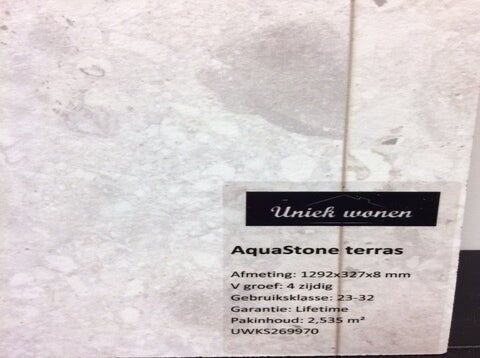 Uniek wonen
AquaStone terras
Afmeting: 1292x327x8 mm
V groef: 4 zijdig
Gebruiksklasse: 23-32
Garantie: Lifetime
Pakinhoud: 2,535 m²
UWKS269970